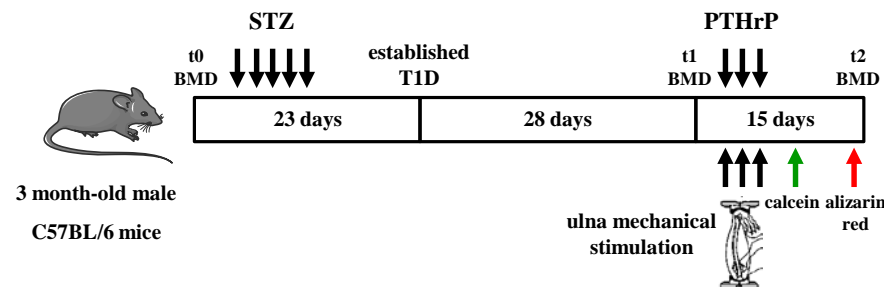 STZ
PTHrP
t0
BMD
established
T1D
t1
BMD
t2
BMD
23 days
28 days
15 days
3 month-old male
C57BL/6 mice
ulna mechanical
stimulation
calcein
alizarin
red